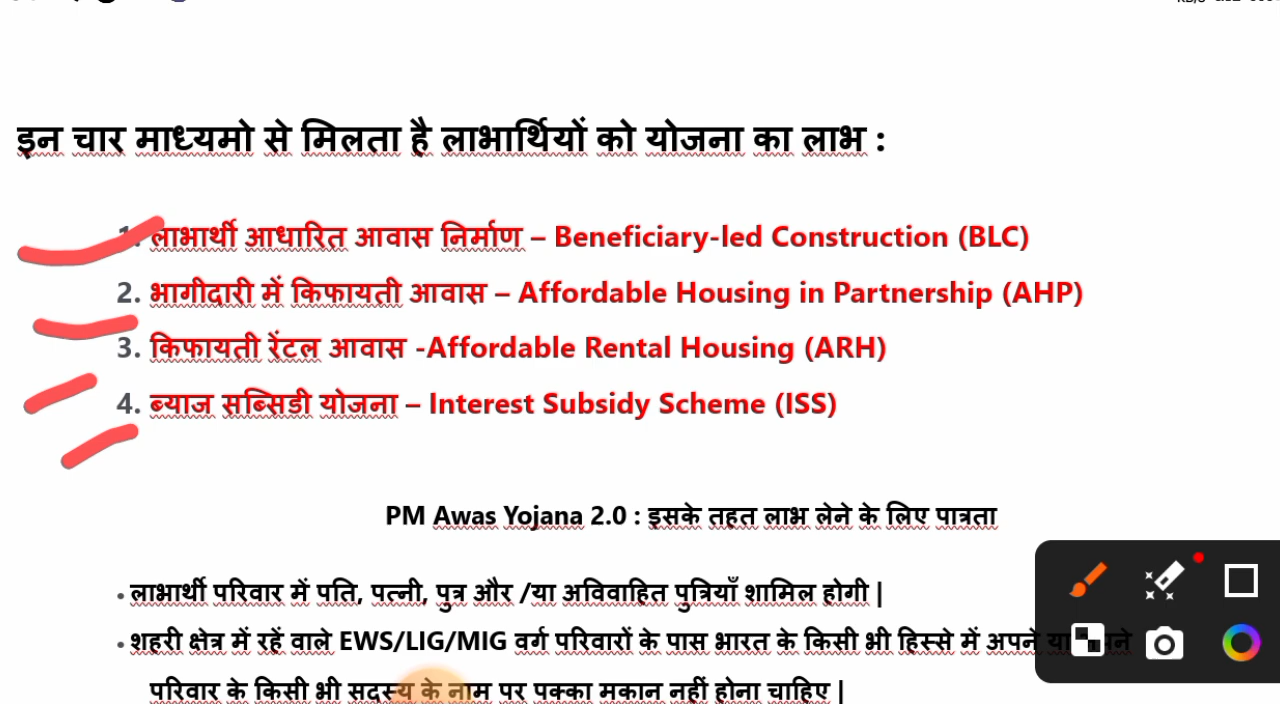 इन चार माध्यमो से मिलता है लाभार्थियों को योजना का लाभ :
1. लाभार्थी आधारित आवास निर्माण – Beneficiary-led Construction (BLC)
2. भागीदारी में किफायती आवास – Affordable Housing in Partnership (AHP)
3. किफायती रेंटल आवास -Affordable Rental Housing (ARH)
4. ब्याज सब्सिडी योजना – Interest Subsidy Scheme (ISS)
PM Awas Yojana 2.0 : इसके तहत लाभ लेने के लिए पात्रता
• लाभार्थी परिवार में पति, पत्नी, पुत्र और /या अविवाहित पुत्रियाँ शामिल होगी |
• शहरी क्षेत्र में रहें वाले EWS/LIG/MIG वर्ग परिवारों के पास भारत के किसी भी हिस्से में अपने या
परिवार के किसी भी सदस्य के नाम पर पक्का मकान नहीं होना चाहिए |